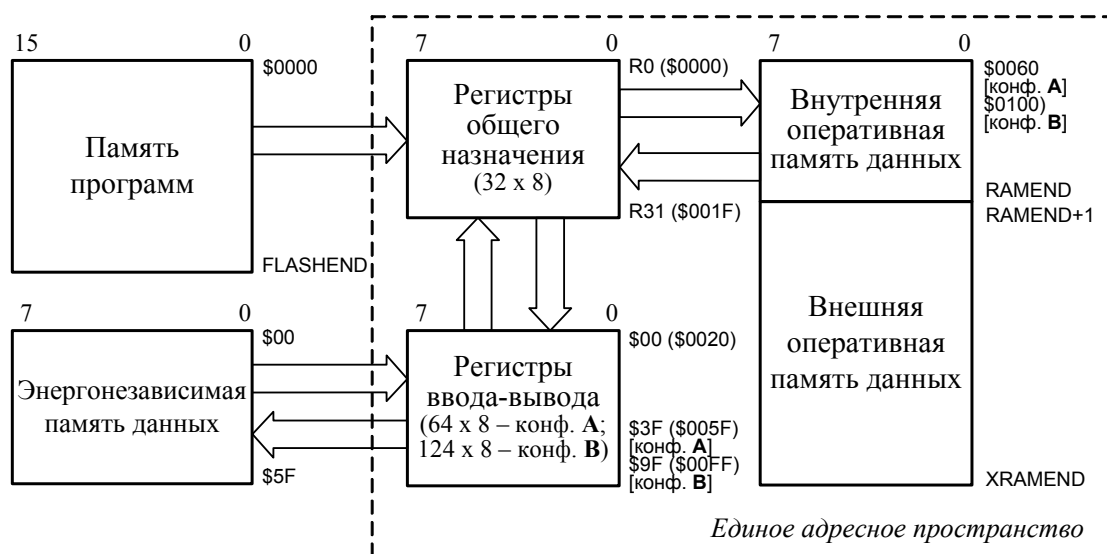 15 0
$0000
Память
программ
FLASHEND
7 0
R0 ($0000)
Регистры
общего
назначения
(32 x 8)
R31 ($001F)
7 0
$0060
[конф. A]
$0100)
[конф. B]
Внутренняя
оперативная
память данных
RAMEND
RAMEND+1
Внешняя
оперативная
память данных
XRAMEND
7 0
$00
Энергонезависимая
память данных
$5F
7 0
$00 ($0020)
Регистры
ввода-вывода
(64 x 8 – конф. A;
124 x 8 – конф. B)
$3F ($005F)
[конф. A]
$9F ($00FF)
[конф. B]
Единое адресное пространство